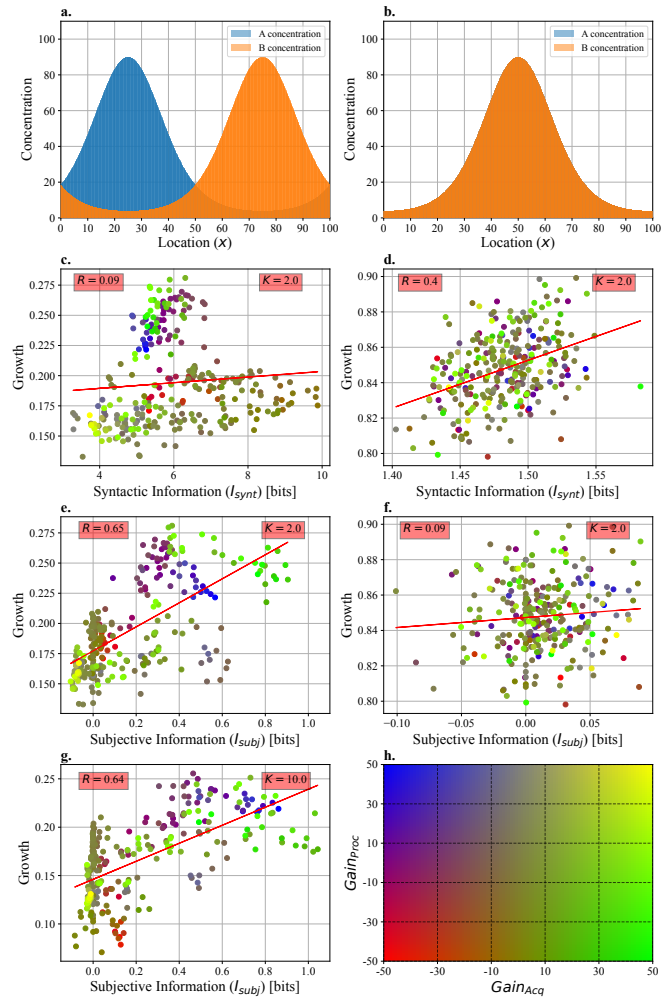 a.
A concentration
B concentration
Concentration
100
80
60
40
20
0
0 10 20 30 40 50 60 70 80 90 100
Location (x)
b.
A concentration
B concentration
Concentration
100
80
60
40
20
0
0 10 20 30 40 50 60 70 80 90 100
Location (x)
c.
R = 0.09
K = 2.0
Growth
0.275
0.250
0.225
0.200
0.175
0.150
4 6 8 10
Syntactic Information (I_synt) [bits]
d.
R = 0.4
K = 2.0
Growth
0.90
0.88
0.86
0.84
0.82
0.80
1.40 1.45 1.50 1.55
Syntactic Information (I_synt) [bits]
e.
R = 0.65
K = 2.0
Growth
0.275
0.250
0.225
0.200
0.175
0.150
0.0 0.2 0.4 0.6 0.8 1.0
Subjective Information (I_subj) [bits]
f.
R = 0.09
K = 2.0
Growth
0.90
0.88
0.86
0.84
0.82
0.80
−0.10 −0.05 0.00 0.05
Subjective Information (I_subj) [bits]
g.
R = 0.64
K = 10.0
Growth
0.25
0.20
0.15
0.10
0.0 0.2 0.4 0.6 0.8 1.0
Subjective Information (I_subj) [bits]
h.
Gain_Proc
50
30
10
-10
-30
-50
-50 -30 -10 10 30 50
Gain_Acq